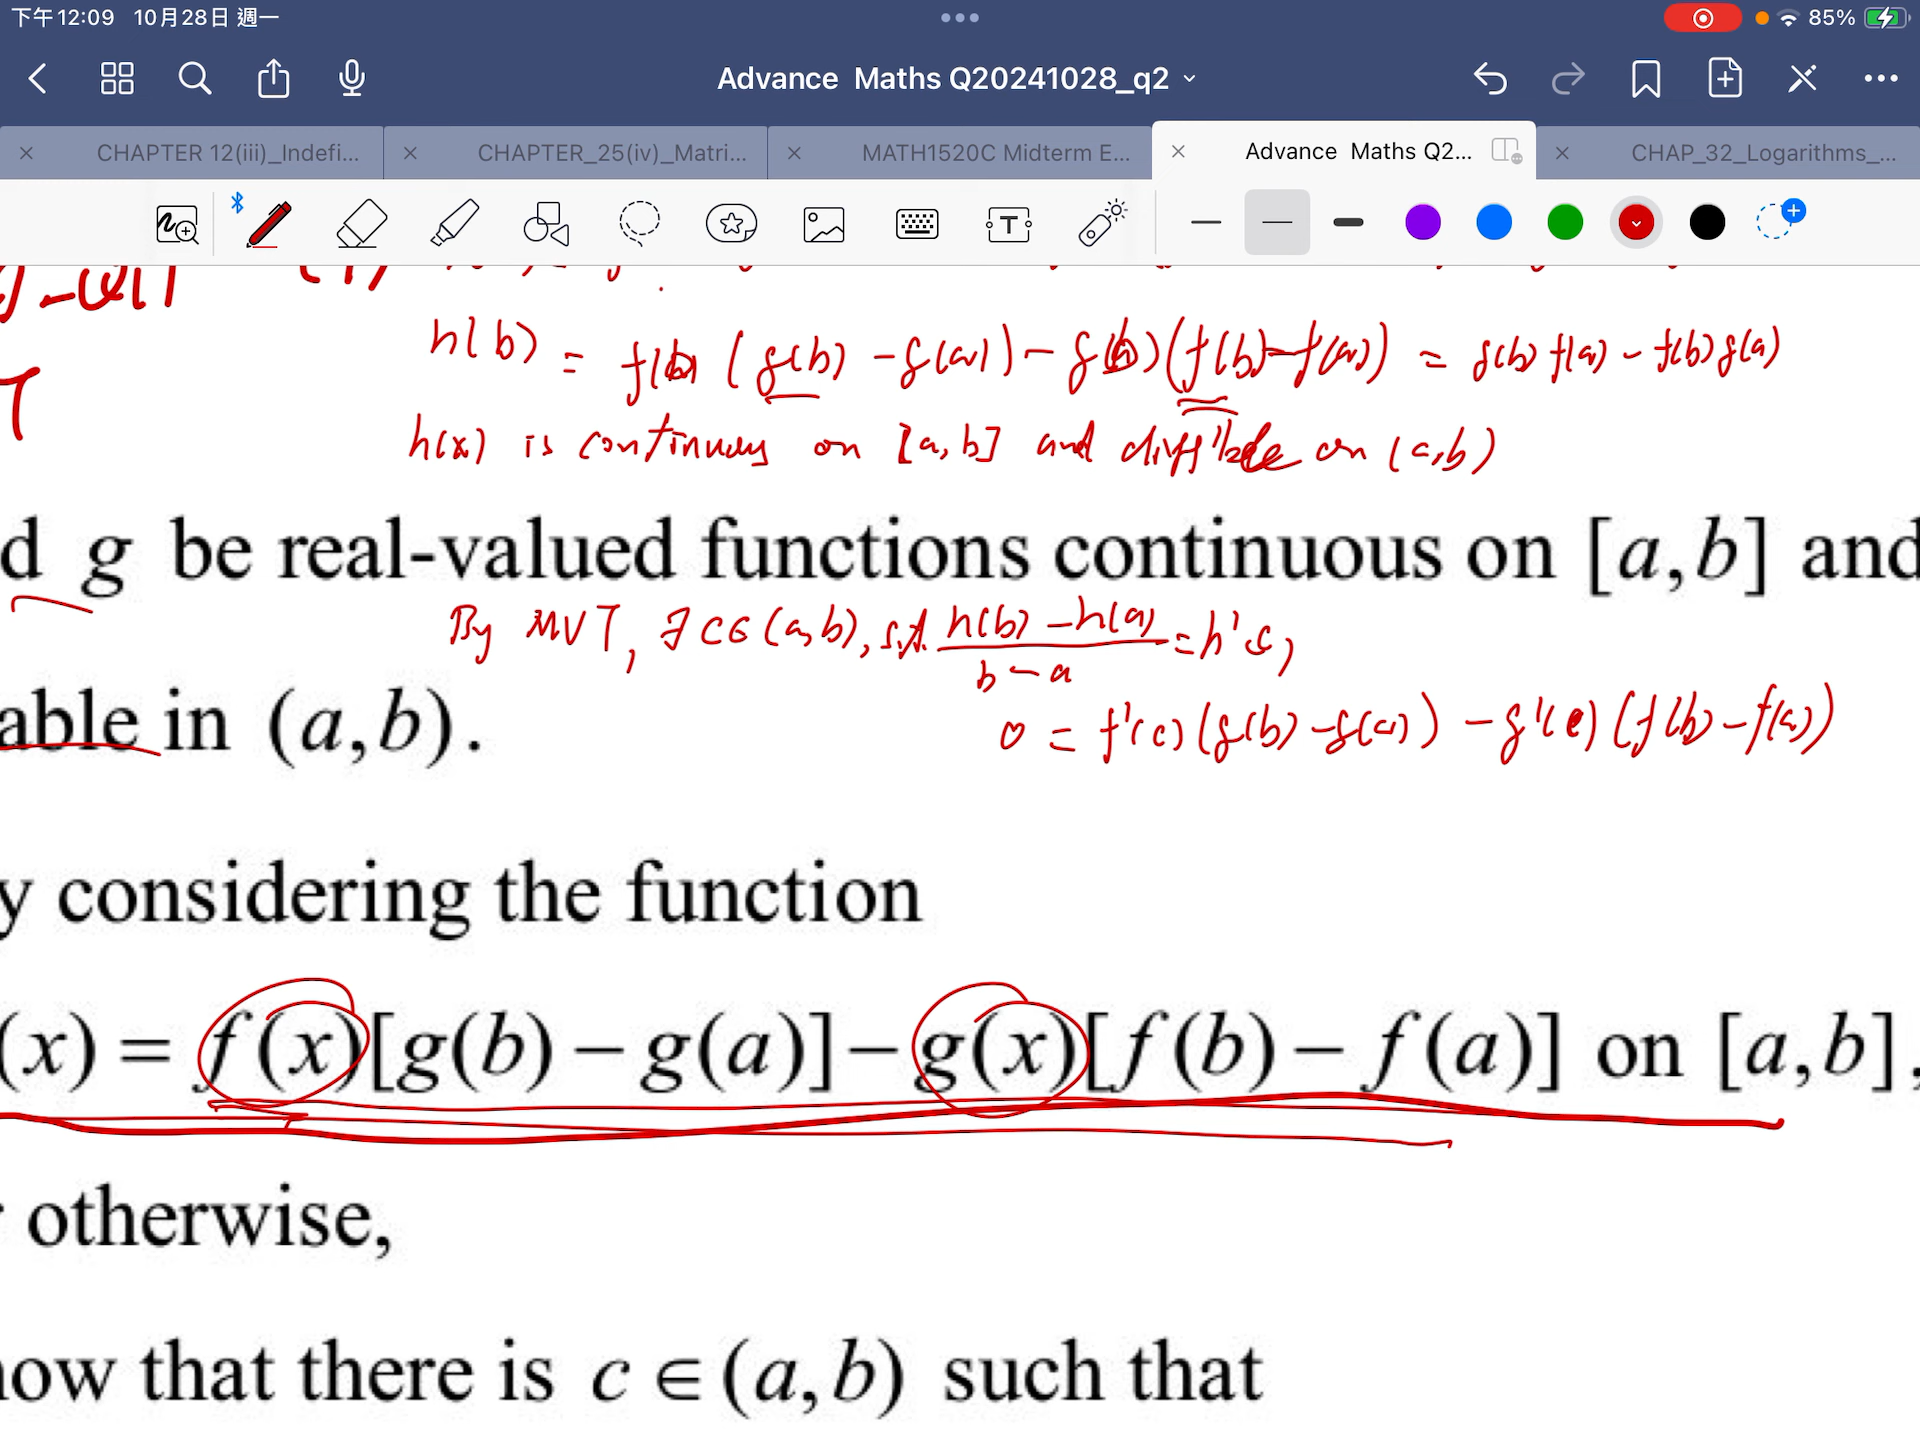 下午12:09 10月28日 週一
85%
Advance Maths Q20241028_q2
CHAPTER 12(iii)_Indefi...
CHAPTER_25(iv)_Matri...
MATH1520C Midterm E...
Advance Maths Q2...
CHAP_32_Logarithms_...
h(b) = f(b) (g(b) - g(a)) - g(b)(f(b) - f(a)) = g(b) f(a) - f(b) g(a)
h(x) is continuous on [a, b] and diff'ble on (a,b)
d g be real-valued functions continuous on [a,b] and
By MVT, ∃ c∈(a,b), s.t. \frac{h(b) - h(a)}{b - a} = h'(c)
able in (a,b).
0 = f'(c)(g(b) - g(a)) - g'(c)(f(b) - f(a))
y considering the function
(x) = f(x)[g(b) − g(a)] − g(x)[f(b) − f(a)] on [a,b],
otherwise,
how that there is c ∈ (a,b) such that